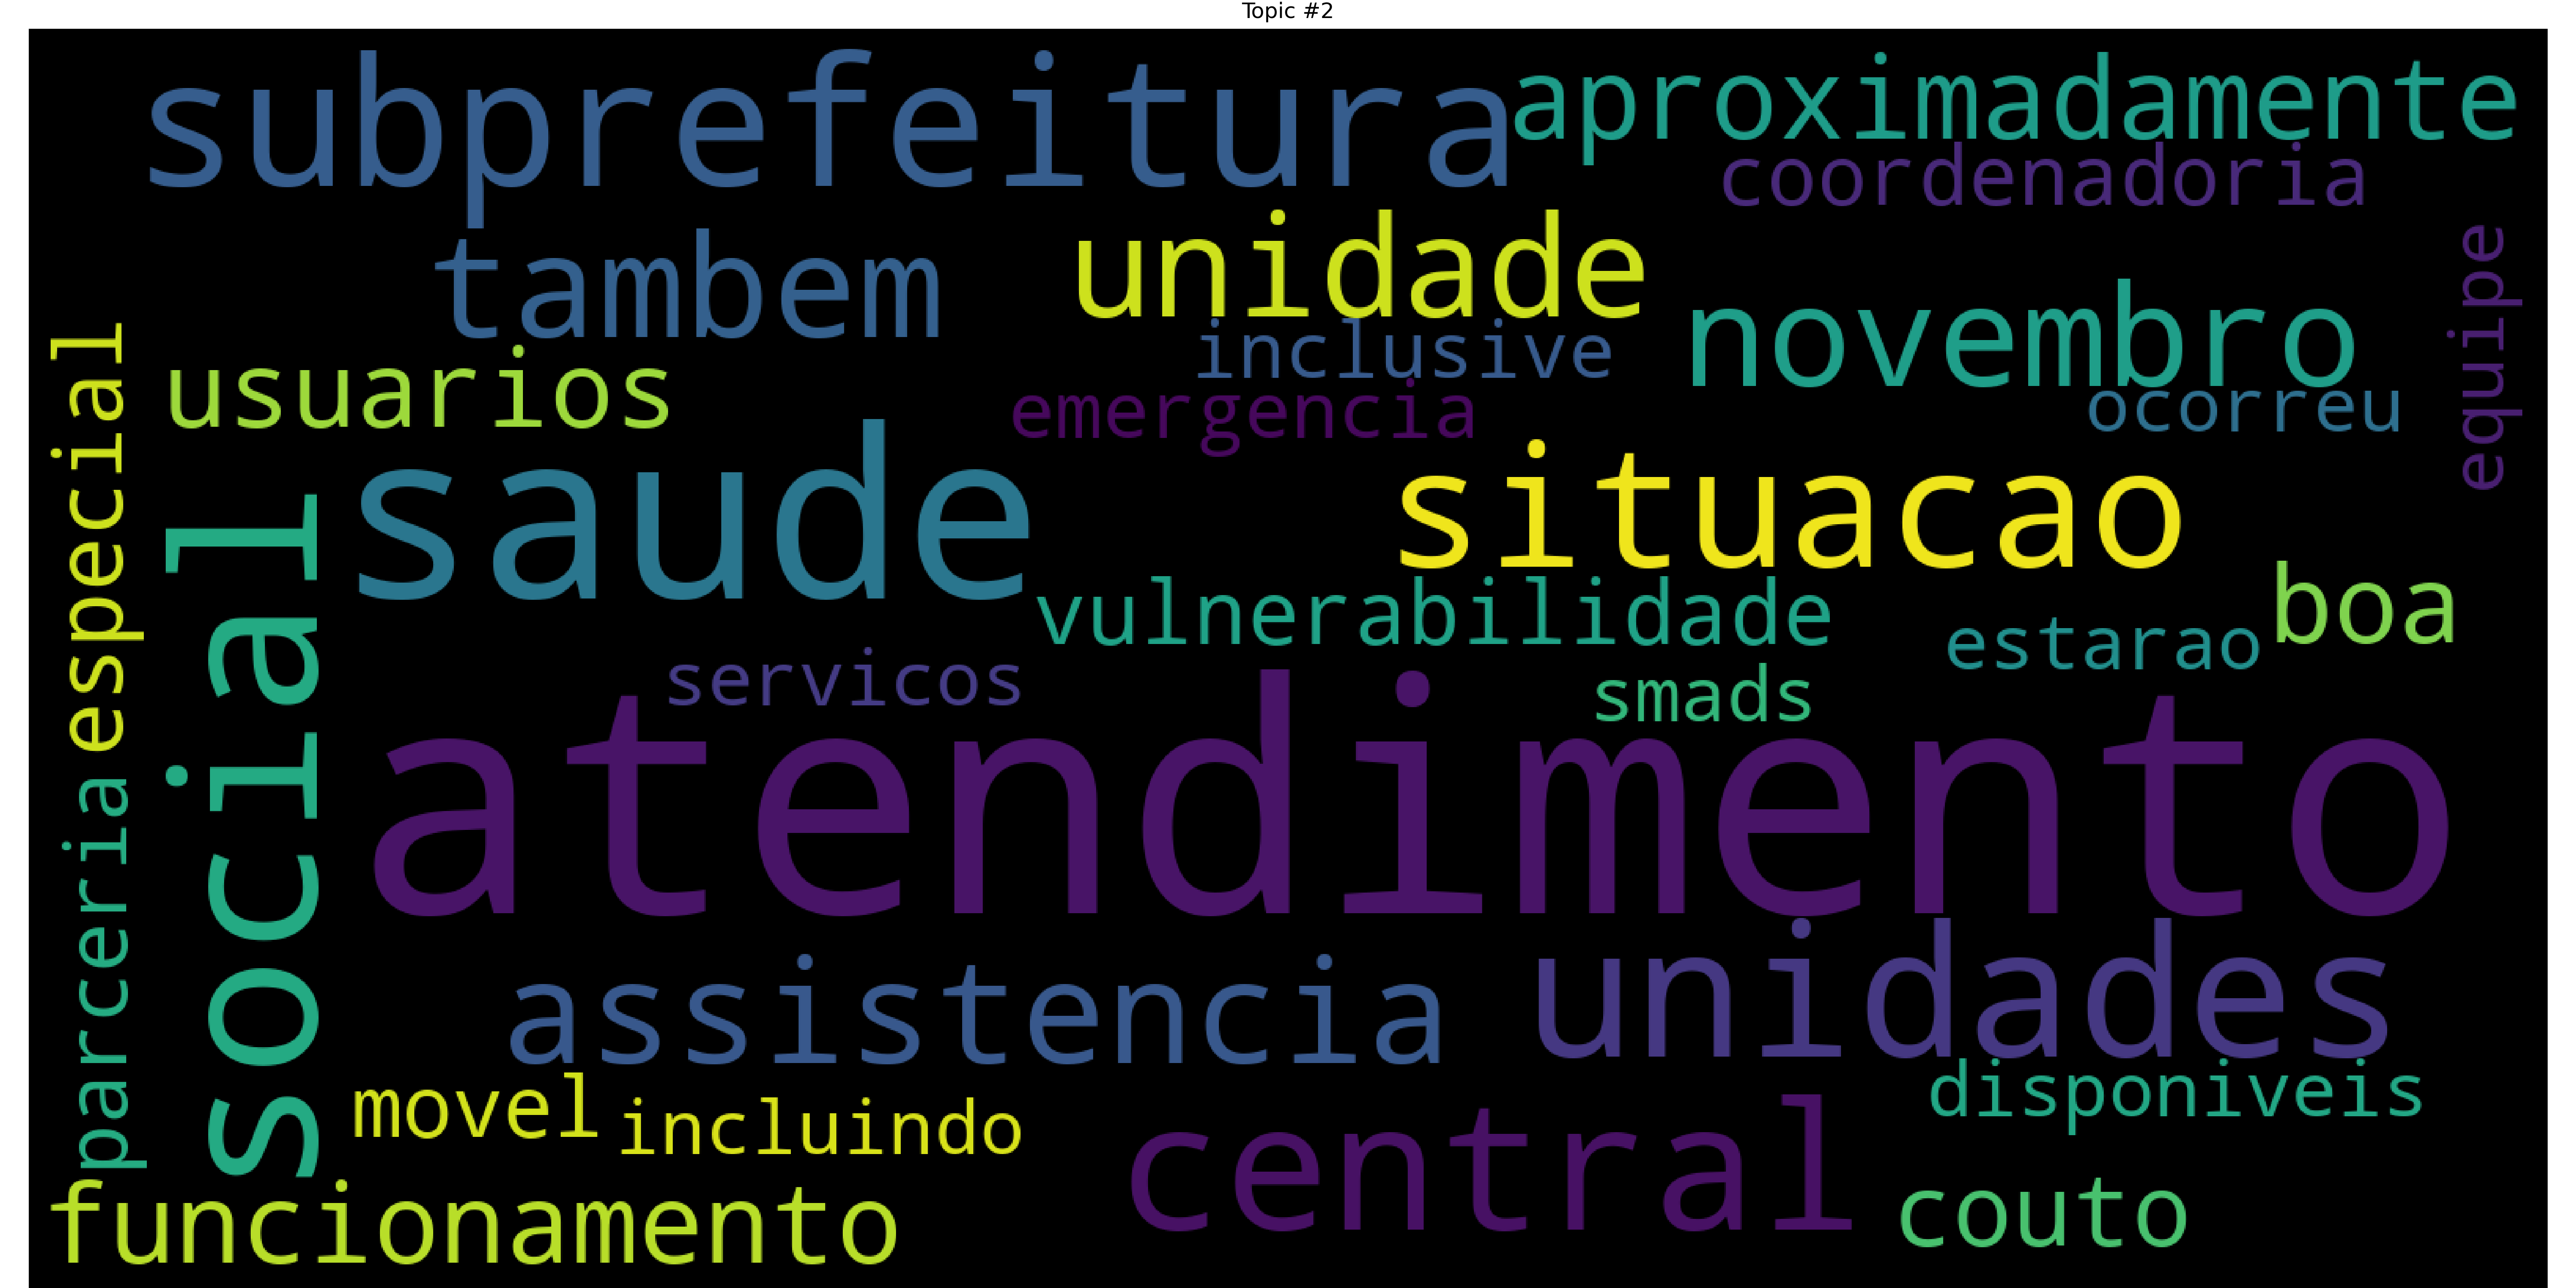 Topic #2
subprefeitura
aproximadamente
coordenadoria
tambem
unidade
equipe
inclusive
novembro
usuarios
emergencia
ocorreu
especial
saude
situacao
social
vulnerabilidade
boa
estarao
servicos
smads
atendimento
parceria
assistencia
unidades
movel
incluindo
disponiveis
central
couto
funcionamento